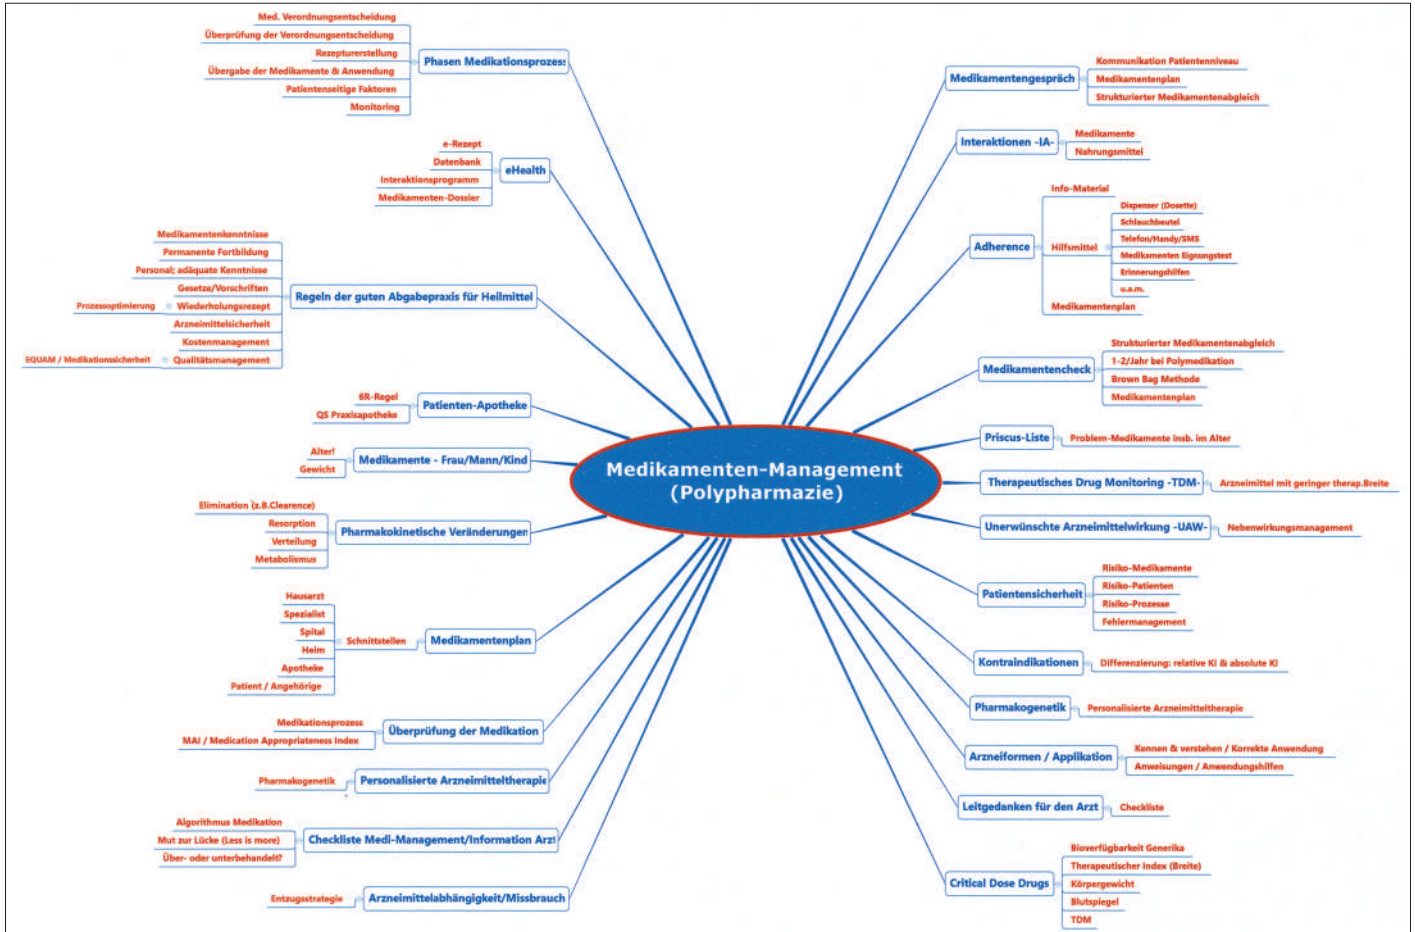 Medikamenten-Management
(Polypharmazie)
Med. Verordnungsentscheidung
Überprüfung der Verordnungsentscheidung
Rezepturerstellung
Übergabe der Medikamente & Anwendung
Patientenseitige Faktoren
Monitoring
Phasen Medikationsprozess
e-Rezept
Datenbank
Interaktionsprogramm
Medikamenten-Dossier
eHealth
Medikamentenkenntnisse
Permanente Fortbildung
Personal; adäquate Kenntnisse
Gesetze/Vorschriften
Prozessoptimierung
Wiederholungsrezept
Arzneimittelsicherheit
Kostenmanagement
EQUAM / Medikationssicherheit
Qualitätsmanagement
Regeln der guten Abgabepraxis für Heilmittel
6R-Regel
QS Praxisapotheke
Patienten-Apotheke
Alter!
Gewicht
Medikamente - Frau/Mann/Kind
Elimination (z.B.Clearence)
Resorption
Verteilung
Metabolismus
Pharmakokinetische Veränderungen
Hausarzt
Spezialist
Spital
Heim
Apotheke
Patient / Angehörige
Schnittstellen
Medikamentenplan
Medikationsprozess
MAI / Medication Appropriateness Index
Überprüfung der Medikation
Pharmakogenetik
Personalisierte Arzneimitteltherapie
Algorithmus Medikation
Mut zur Lücke (Less is more)
Über- oder unterbehandelt?
Checkliste Medi-Management/Information Arzt
Entzugsstrategie
Arzneimittelabhängigkeit/Missbrauch
Medikamentengespräch
Kommunikation Patientenniveau
Medikamentenplan
Strukturierter Medikamentenabgleich
Interaktionen -IA-
Medikamente
Nahrungsmittel
Adherence
Info-Material
Hilfsmittel
Dispenser (Dosette)
Schlauchbeutel
Telefon/Handy/SMS
Medikamenten Eignungstest
Erinnerungshilfen
u.a.m.
Medikamentenplan
Medikamentencheck
Strukturierter Medikamentenabgleich
1-2/Jahr bei Polymedikation
Brown Bag Methode
Medikamentenplan
Priscus-Liste
Problem-Medikamente insb. im Alter
Therapeutisches Drug Monitoring -TDM-
Arzneimittel mit geringer therap.Breite
Unerwünschte Arzneimittelwirkung -UAW-
Nebenwirkungsmanagement
Patientensicherheit
Risiko-Medikamente
Risiko-Patienten
Risiko-Prozesse
Fehlermanagement
Kontraindikationen
Differenzierung: relative KI & absolute KI
Pharmakogenetik
Personalisierte Arzneimitteltherapie
Arzneiformen / Applikation
Kennen & verstehen / Korrekte Anwendung
Anweisungen / Anwendungshilfen
Leitgedanken für den Arzt
Checkliste
Critical Dose Drugs
Bioverfügbarkeit Generika
Therapeutischer Index (Breite)
Körpergewicht
Blutspiegel
TDM